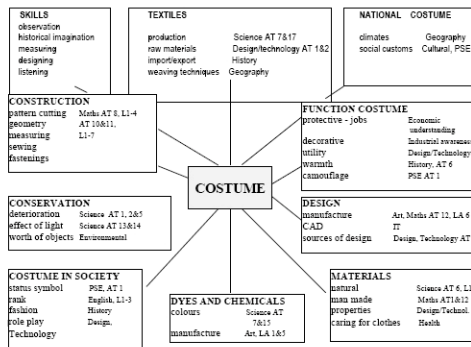 SKILLS
observation
historical imagination
measuring
designing
listening
TEXTILES
production Science AT 7&17
raw materials Design/technology AT 1&2
import/export History
weaving techniques Geography
NATIONAL COSTUME
climates Geography
social customs Cultural, PSE
CONSTRUCTION
pattern cutting Maths AT 8, L1-4
geometry AT 10&11,
measuring L1-7
sewing
fastenings
FUNCTION COSTUME
protective - jobs Economic
understanding
decorative Industrial awareness
utility Design/Technology
warmth History, AT 6
camouflage PSE AT 1
COSTUME
CONSERVATION
deterioration Science AT 1, 2&5
effect of light Science AT 13&14
worth of objects Environmental
DESIGN
manufacture Art, Maths AT 12, LA 6
CAD IT
sources of design Design, Technology AT
COSTUME IN SOCIETY
status symbol PSE, AT 1
rank English, L1-3
fashion History
role play Design,
Technology
DYES AND CHEMICALS
colours Science AT
7&15
manufacture Art, LA 1&5
MATERIALS
natural Science AT 6, L1
man made Maths AT1&12
properties Design/Technol.
caring for clothes Health